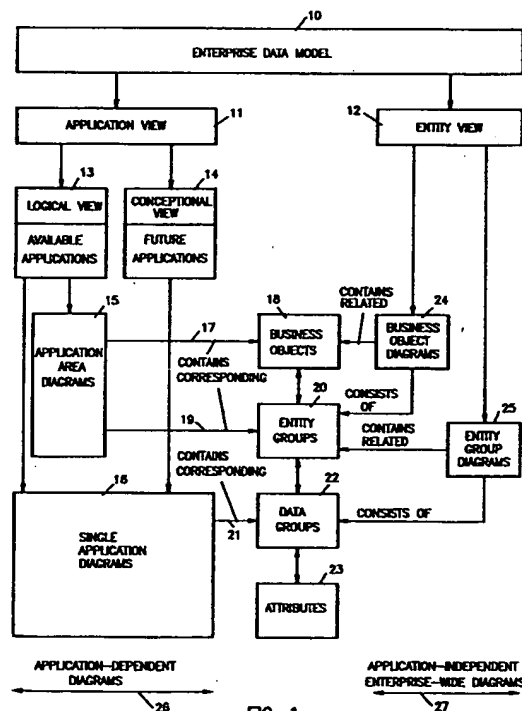 10
ENTERPRISE DATA MODEL
11
APPLICATION VIEW
12
ENTITY VIEW
13
LOGICAL VIEW
AVAILABLE
APPLICATIONS
14
CONCEPTIONAL
VIEW
FUTURE
APPLICATIONS
15
APPLICATION
AREA
DIAGRAMS
17
CONTAINS
CORRESPONDING
18
BUSINESS
OBJECTS
CONTAINS
RELATED
24
BUSINESS
OBJECT
DIAGRAMS
19
20
ENTITY
GROUPS
CONSISTS
OF
CONTAINS
RELATED
25
ENTITY
GROUP
DIAGRAMS
CONTAINS
CORRESPONDING
16
SINGLE
APPLICATION
DIAGRAMS
21
22
DATA
GROUPS
CONSISTS OF
23
ATTRIBUTES
APPLICATION-DEPENDENT
DIAGRAMS
26
APPLICATION-INDEPENDENT
ENTERPRISE-WIDE DIAGRAMS
27